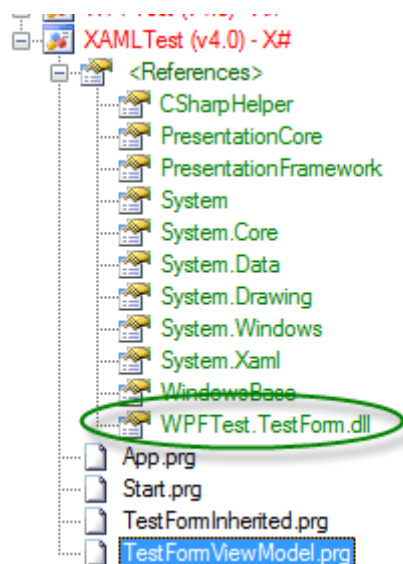 XAMLTest (v4.0) - X#
<References>
CSharpHelper
PresentationCore
PresentationFramework
System
System.Core
System.Data
System.Drawing
System.Windows
System.Xaml
WindowsBase
WPFTest.TestForm.dll
App.prg
Start.prg
TestFormInherited.prg
TestFormViewModel.prg